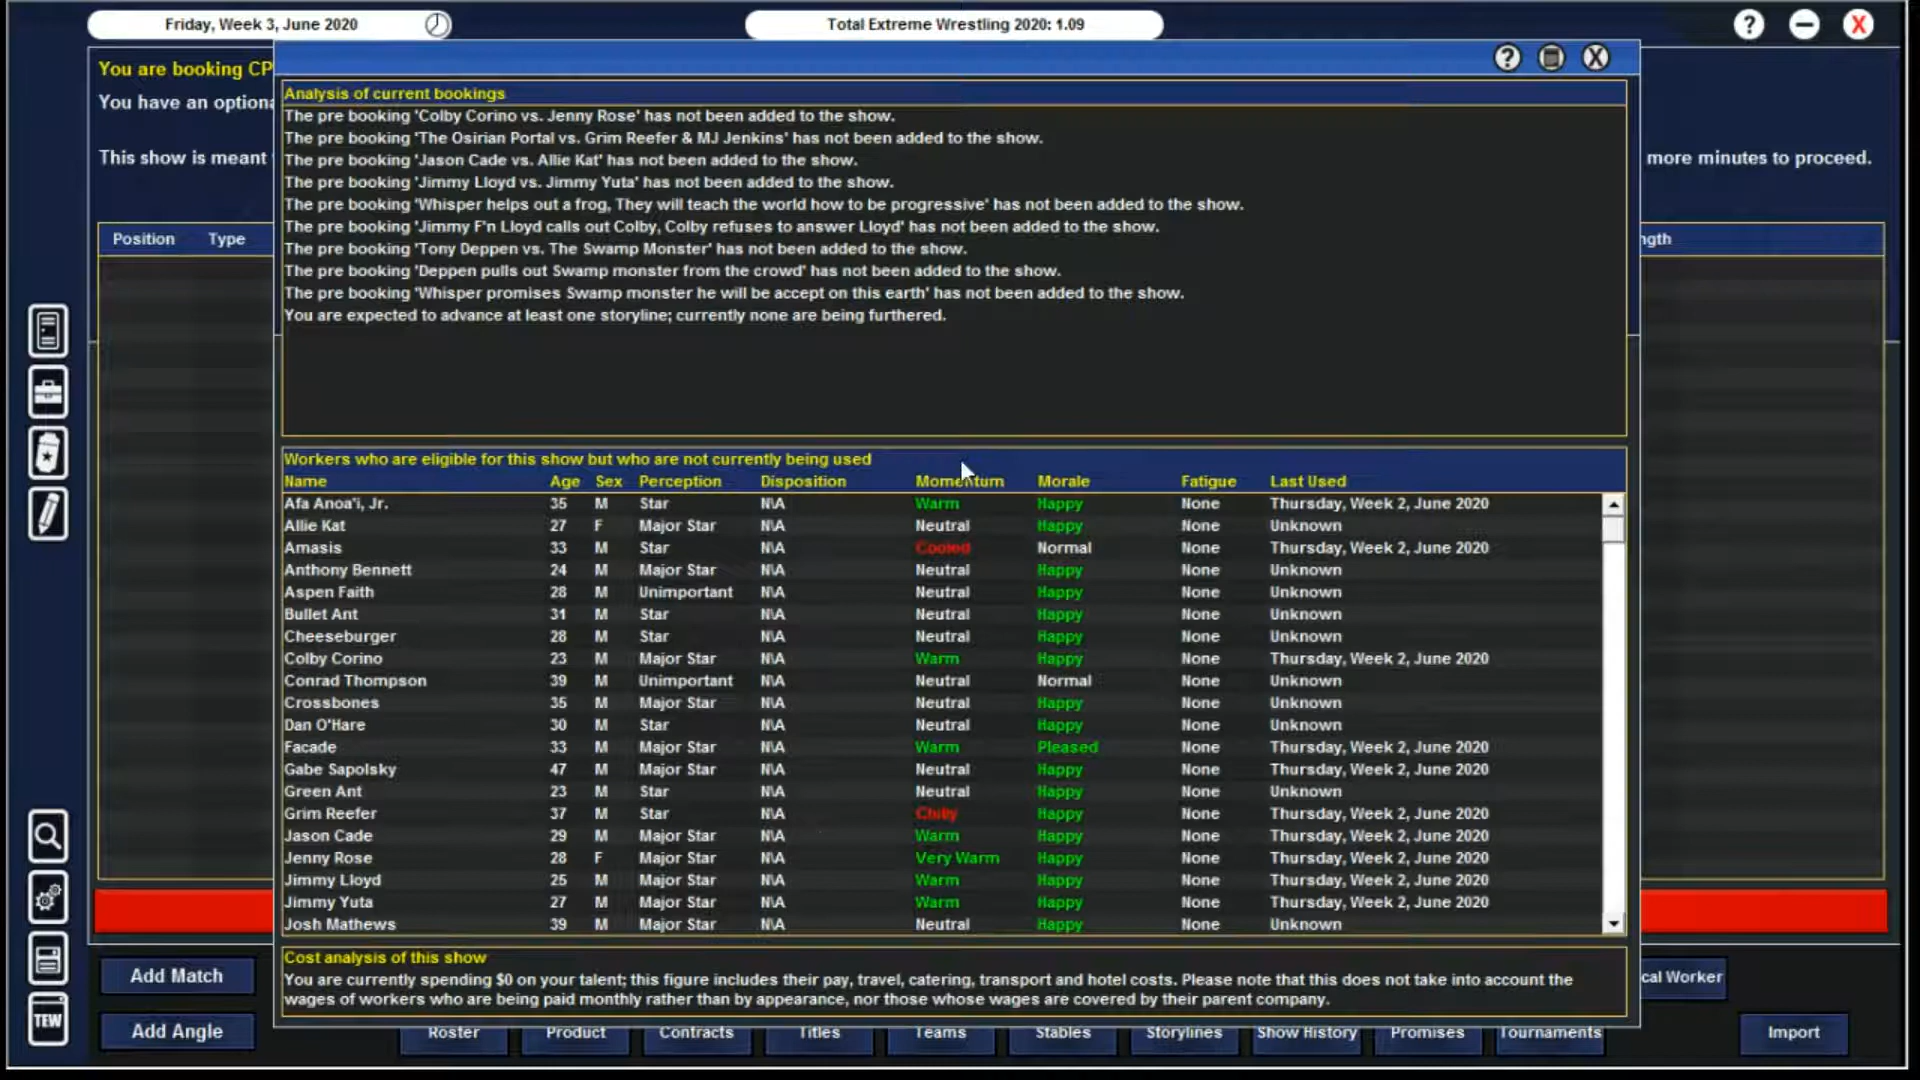 Friday, Week 3, June 2020
Total Extreme Wrestling 2020: 1.09
? – X
You are booking CP
You have an optiona
This show is meant
more minutes to proceed.
? X
Position Type
ngth
Analysis of current bookings
The pre booking 'Colby Corino vs. Jenny Rose' has not been added to the show.
The pre booking 'The Osirian Portal vs. Grim Reefer & MJ Jenkins' has not been added to the show.
The pre booking 'Jason Cade vs. Allie Kat' has not been added to the show.
The pre booking 'Jimmy Lloyd vs. Jimmy Yuta' has not been added to the show.
The pre booking 'Whisper helps out a frog, They will teach the world how to be progressive' has not been added to the show.
The pre booking 'Jimmy F'n Lloyd calls out Colby, Colby refuses to answer Lloyd' has not been added to the show.
The pre booking 'Tony Deppen vs. The Swamp Monster' has not been added to the show.
The pre booking 'Deppen pulls out Swamp monster from the crowd' has not been added to the show.
The pre booking 'Whisper promises Swamp monster he will be accept on this earth' has not been added to the show.
You are expected to advance at least one storyline; currently none are being furthered.
Workers who are eligible for this show but who are not currently being used
Name Age Sex Perception Disposition Momentum Morale Fatigue Last Used
Afa Anoa'i, Jr. 35 M Star N\A Warm Happy None Thursday, Week 2, June 2020
Allie Kat 27 F Major Star N\A Neutral Happy None Unknown
Amasis 33 M Star N\A Cooled Normal None Thursday, Week 2, June 2020
Anthony Bennett 24 M Major Star N\A Neutral Happy None Unknown
Aspen Faith 28 M Unimportant N\A Neutral Happy None Unknown
Bullet Ant 31 M Star N\A Neutral Happy None Unknown
Cheeseburger 28 M Star N\A Neutral Happy None Unknown
Colby Corino 23 M Major Star N\A Warm Happy None Thursday, Week 2, June 2020
Conrad Thompson 39 M Unimportant N\A Neutral Normal None Unknown
Crossbones 35 M Major Star N\A Neutral Happy None Unknown
Dan O'Hare 30 M Star N\A Neutral Happy None Unknown
Facade 33 M Major Star N\A Warm Pleased None Thursday, Week 2, June 2020
Gabe Sapolsky 47 M Major Star N\A Neutral Happy None Thursday, Week 2, June 2020
Green Ant 23 M Star N\A Neutral Happy None Unknown
Grim Reefer 37 M Star N\A Chilly Happy None Thursday, Week 2, June 2020
Jason Cade 29 M Major Star N\A Warm Happy None Thursday, Week 2, June 2020
Jenny Rose 28 F Major Star N\A Very Warm Happy None Thursday, Week 2, June 2020
Jimmy Lloyd 25 M Major Star N\A Warm Happy None Thursday, Week 2, June 2020
Jimmy Yuta 27 M Major Star N\A Warm Happy None Thursday, Week 2, June 2020
Josh Mathews 39 M Major Star N\A Neutral Happy None Unknown
Cost analysis of this show
You are currently spending $0 on your talent; this figure includes their pay, travel, catering, transport and hotel costs. Please note that this does not take into account the
wages of workers who are being paid monthly rather than by appearance, nor those whose wages are covered by their parent company.
TEW
Add Match
cal Worker
Add Angle
Roster Product Contracts Titles Teams Stables Storylines Show History Promises Tournaments Import